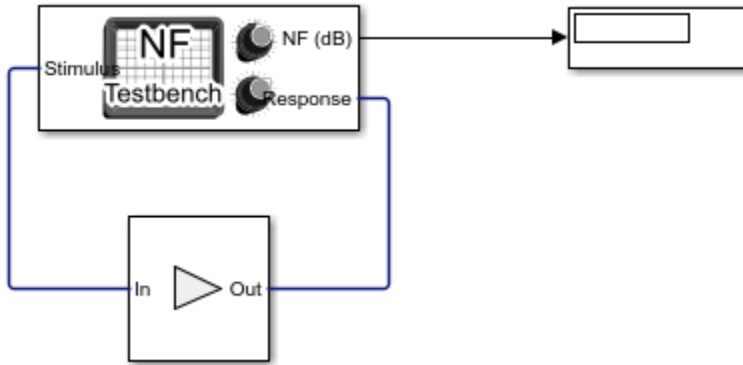 NF
NF (dB)
Stimulus
Testbench
Response
In
Out